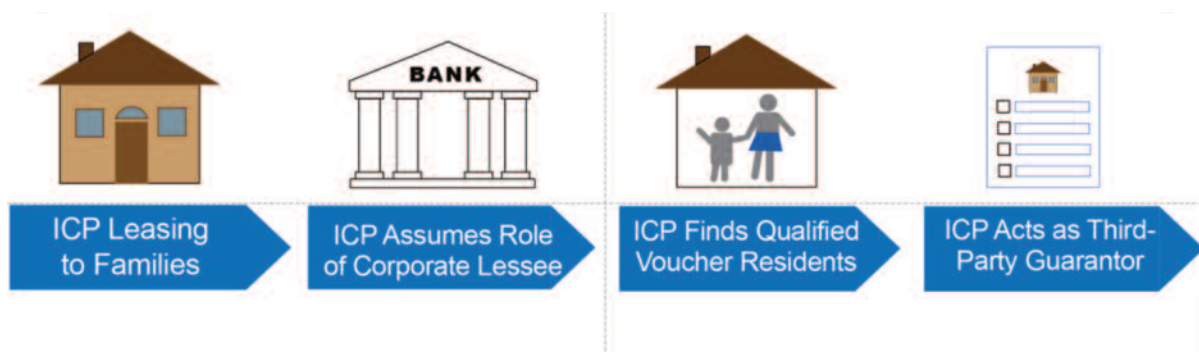 BANK
ICP Leasing
to Families
ICP Assumes Role
of Corporate Lessee
ICP Finds Qualified
Voucher Residents
ICP Acts as Third-
Party Guarantor